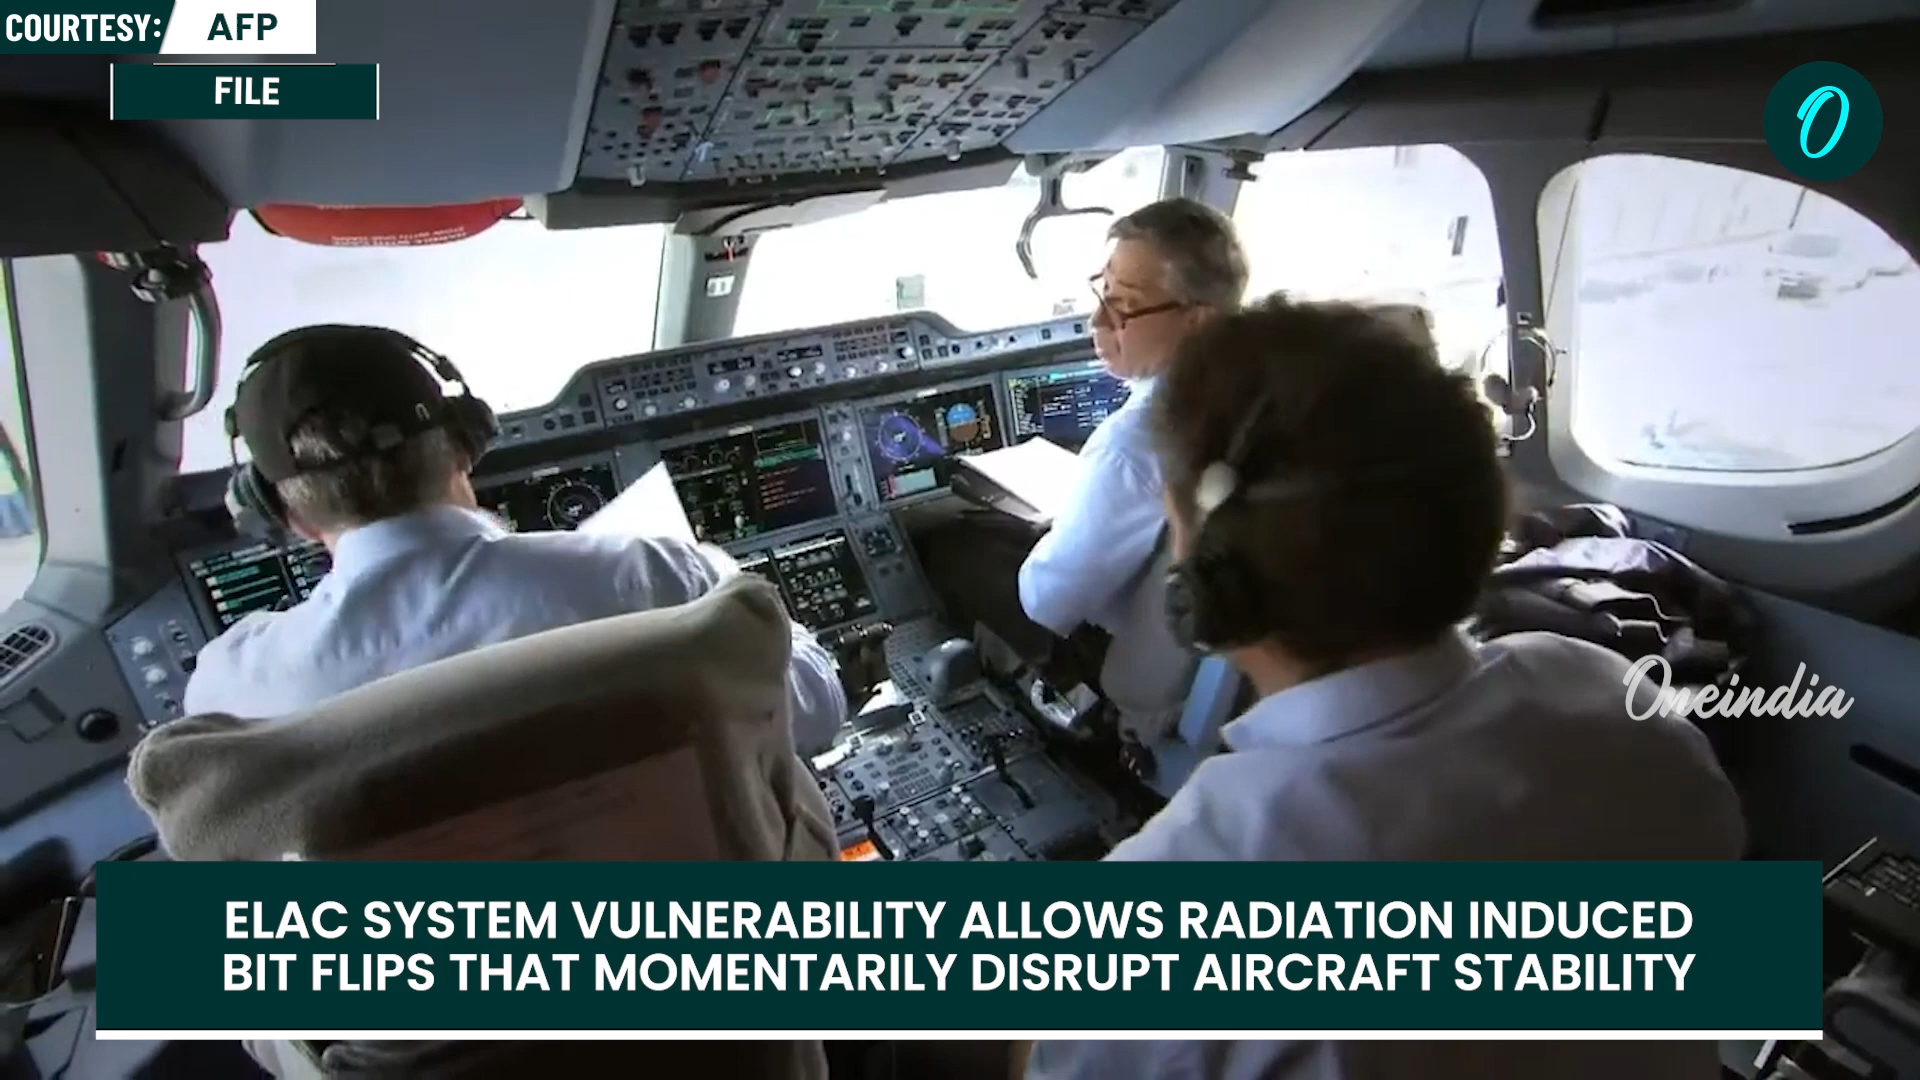 COURTESY: AFP
FILE
O
Oneindia
ELAC SYSTEM VULNERABILITY ALLOWS RADIATION INDUCED
BIT FLIPS THAT MOMENTARILY DISRUPT AIRCRAFT STABILITY